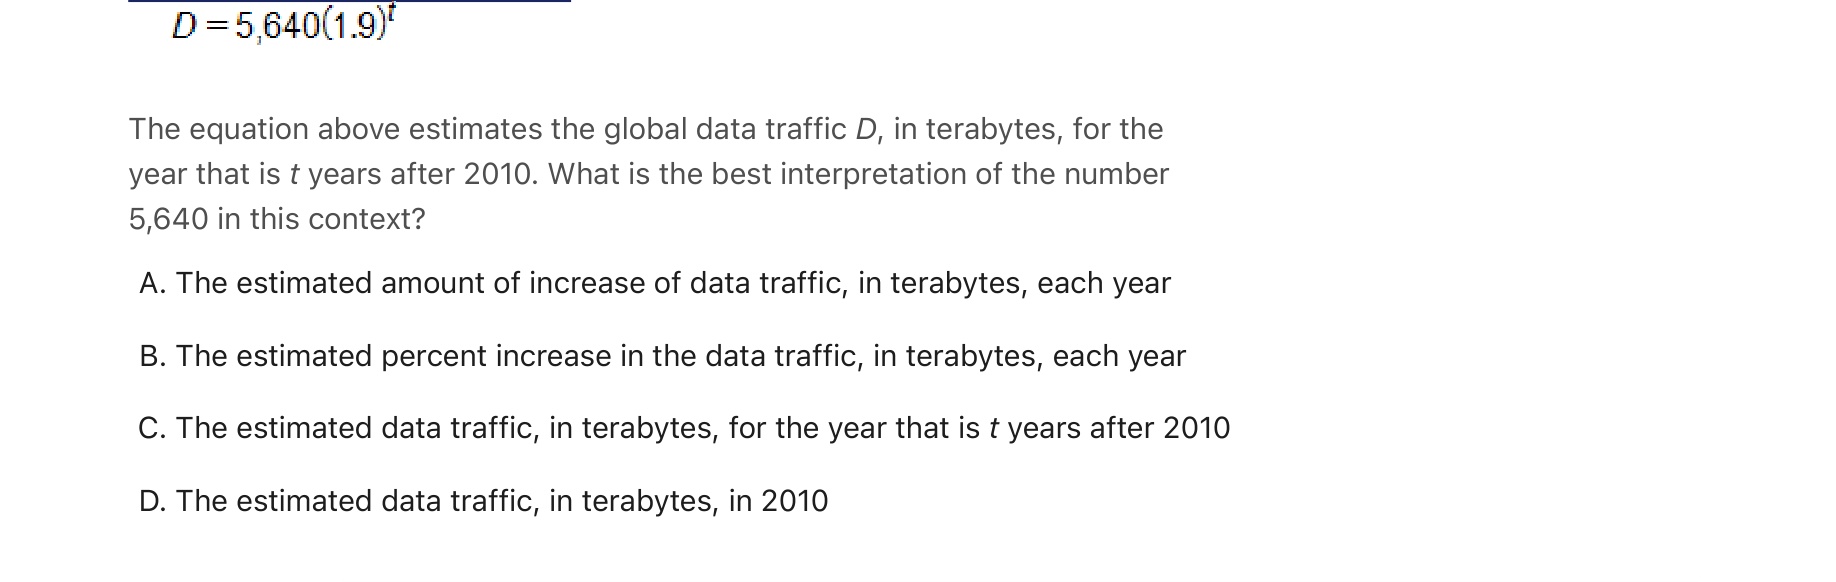 D = 5,640(1.9)^t
The equation above estimates the global data traffic D, in terabytes, for the
year that is t years after 2010. What is the best interpretation of the number
5,640 in this context?
A. The estimated amount of increase of data traffic, in terabytes, each year
B. The estimated percent increase in the data traffic, in terabytes, each year
C. The estimated data traffic, in terabytes, for the year that is t years after 2010
D. The estimated data traffic, in terabytes, in 2010